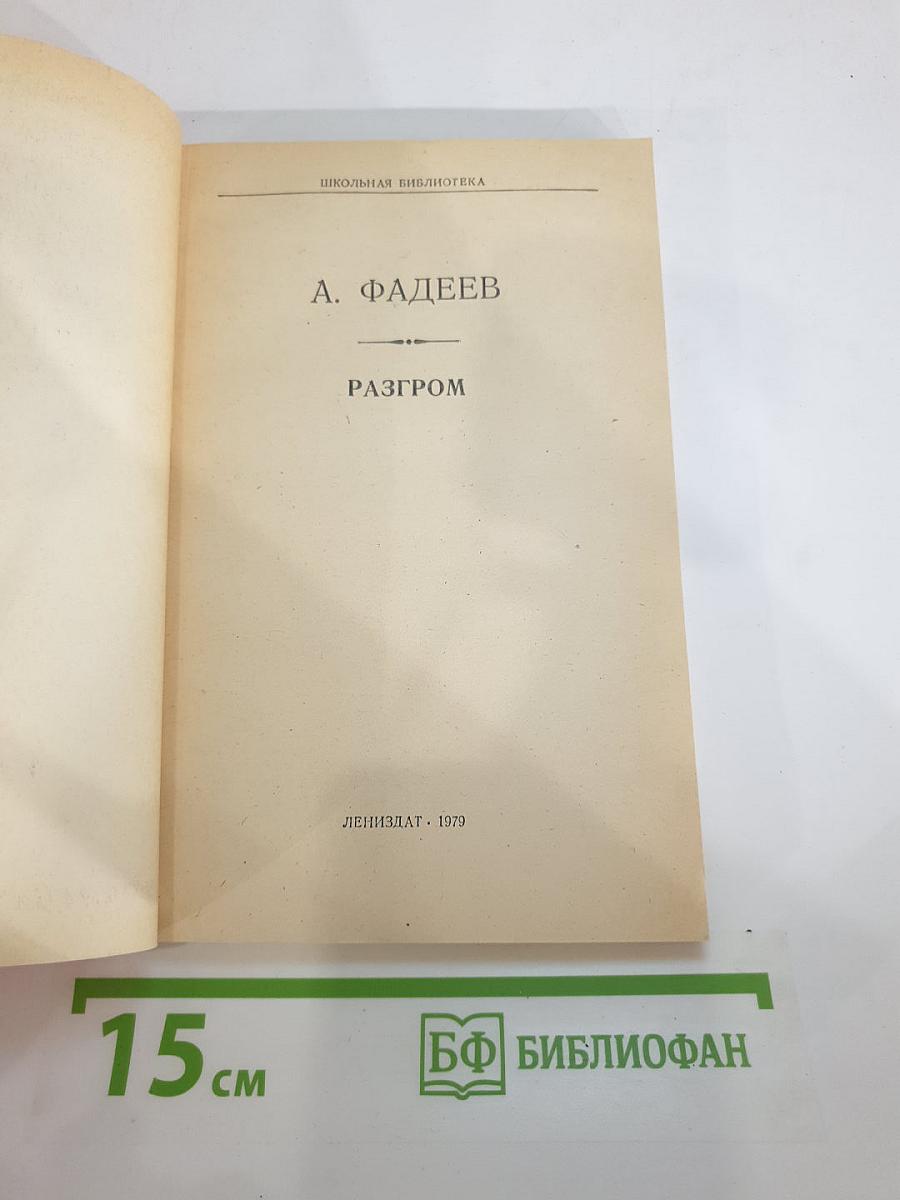 ШКОЛЬНАЯ БИБЛИОТЕКА
А. ФАДЕЕВ
РАЗГРОМ
ЛЕНИЗДАТ · 1979
15 см
БФ БИБЛИОФАН